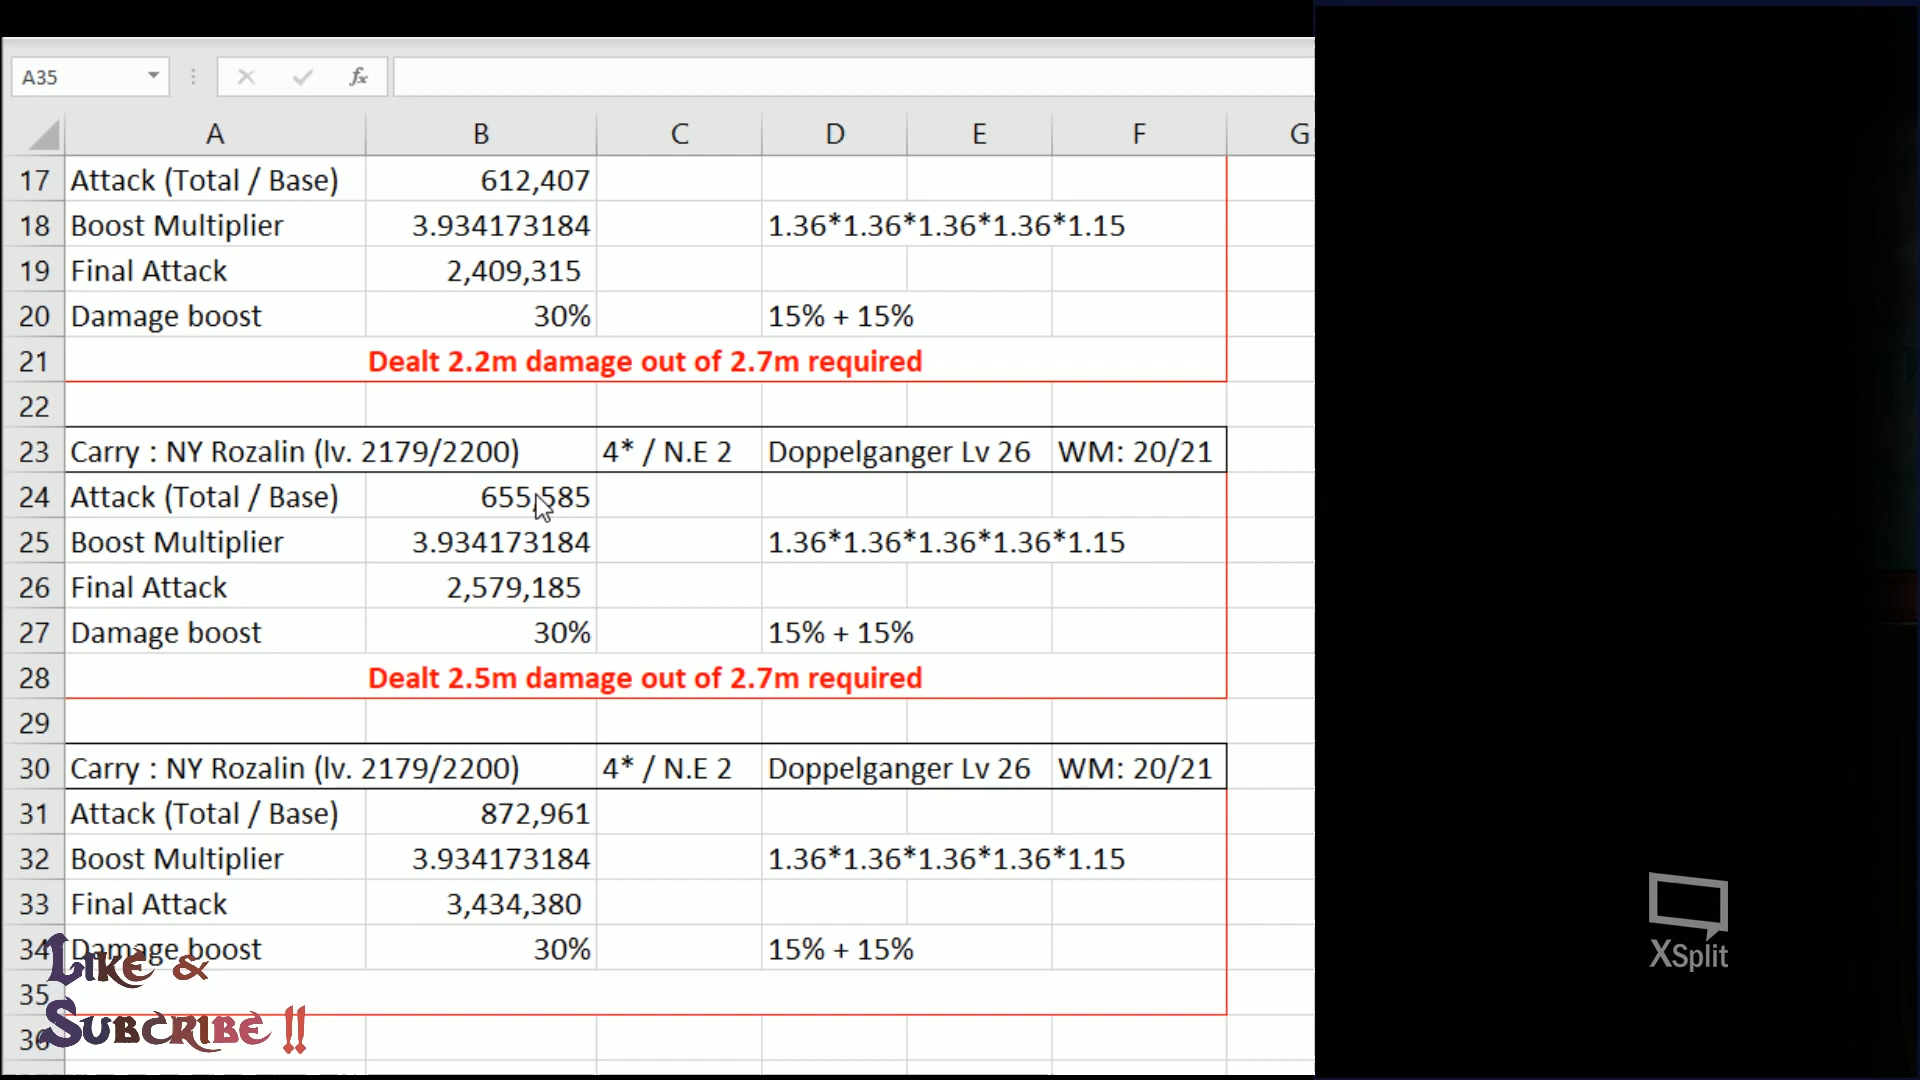 A35 fx
A B C D E F G
17 Attack (Total / Base) 612,407
18 Boost Multiplier 3.934173184 1.36*1.36*1.36*1.36*1.15
19 Final Attack 2,409,315
20 Damage boost 30% 15% + 15%
21 Dealt 2.2m damage out of 2.7m required
22
23 Carry : NY Rozalin (lv. 2179/2200) 4* / N.E 2 Doppelganger Lv 26 WM: 20/21
24 Attack (Total / Base) 655,585
25 Boost Multiplier 3.934173184 1.36*1.36*1.36*1.36*1.15
26 Final Attack 2,579,185
27 Damage boost 30% 15% + 15%
28 Dealt 2.5m damage out of 2.7m required
29
30 Carry : NY Rozalin (lv. 2179/2200) 4* / N.E 2 Doppelganger Lv 26 WM: 20/21
31 Attack (Total / Base) 872,961
32 Boost Multiplier 3.934173184 1.36*1.36*1.36*1.36*1.15
33 Final Attack 3,434,380
34 Damage boost 30% 15% + 15%
35
36
Like &
Subcribe !!
XSplit